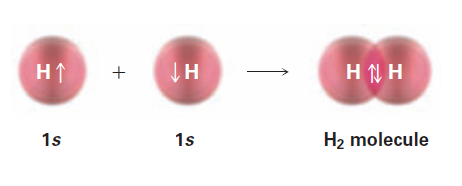 H↑ + ↓H ⟶ H ⇅ H
1s 1s H₂ molecule